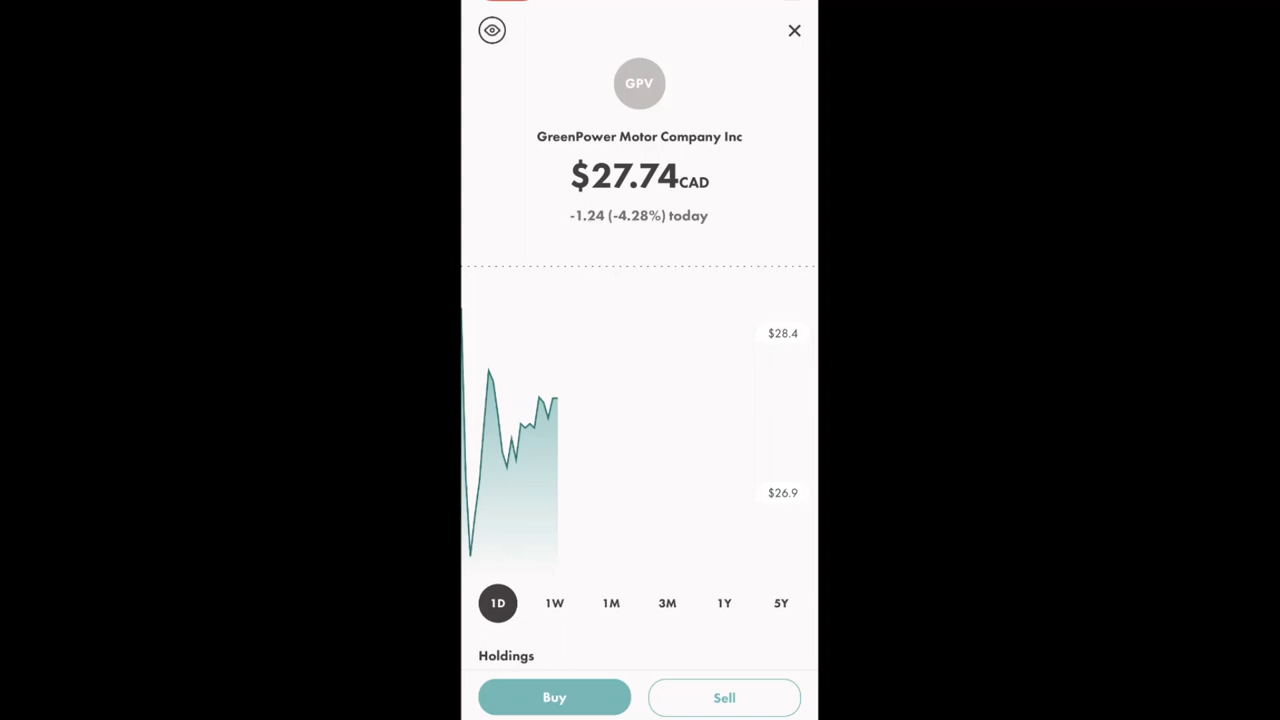 GPV
GreenPower Motor Company Inc
$27.74CAD
-1.24 (-4.28%) today
$28.4
$26.9
1D 1W 1M 3M 1Y 5Y
Holdings
Buy Sell